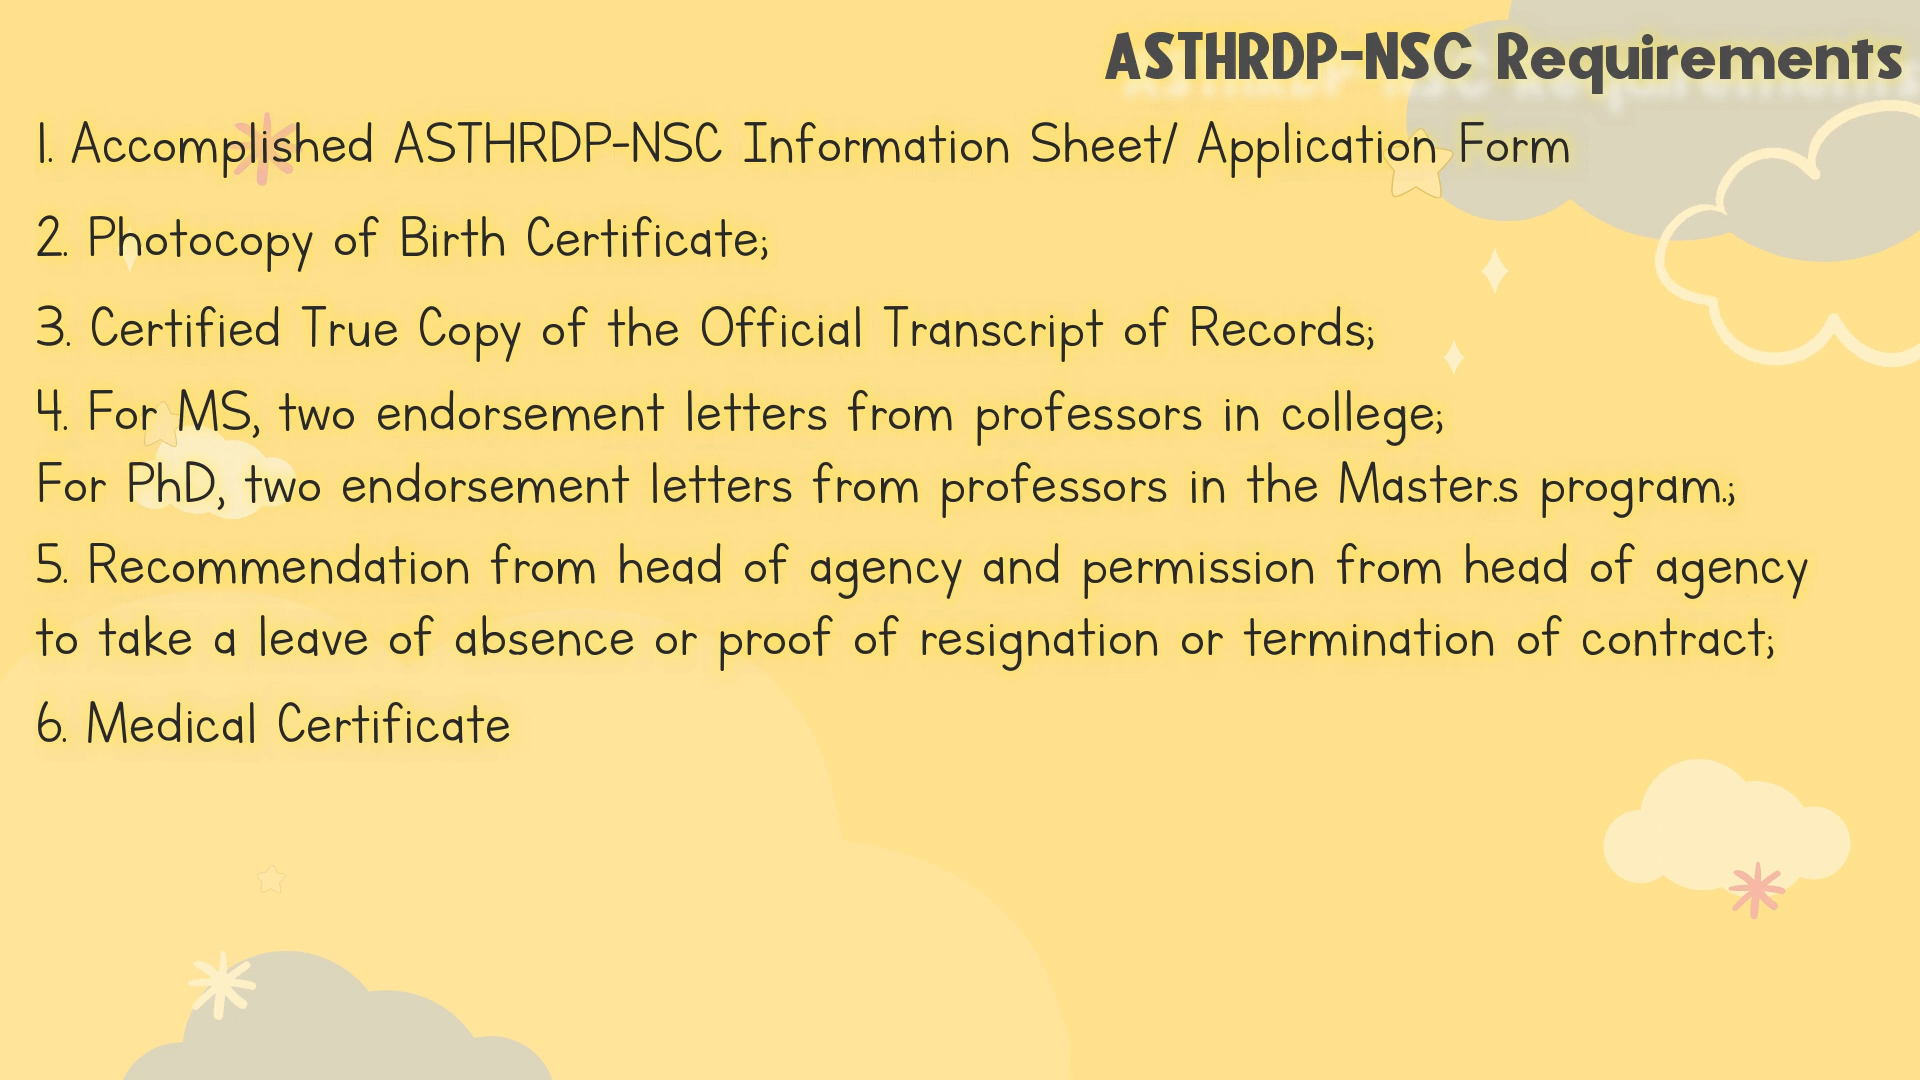 ASTHRDP-NSC Requirements
1. Accomplished ASTHRDP-NSC Information Sheet/ Application Form
2. Photocopy of Birth Certificate;
3. Certified True Copy of the Official Transcript of Records;
4. For MS, two endorsement letters from professors in college;
For PhD, two endorsement letters from professors in the Master.s program.;
5. Recommendation from head of agency and permission from head of agency
to take a leave of absence or proof of resignation or termination of contract;
6. Medical Certificate